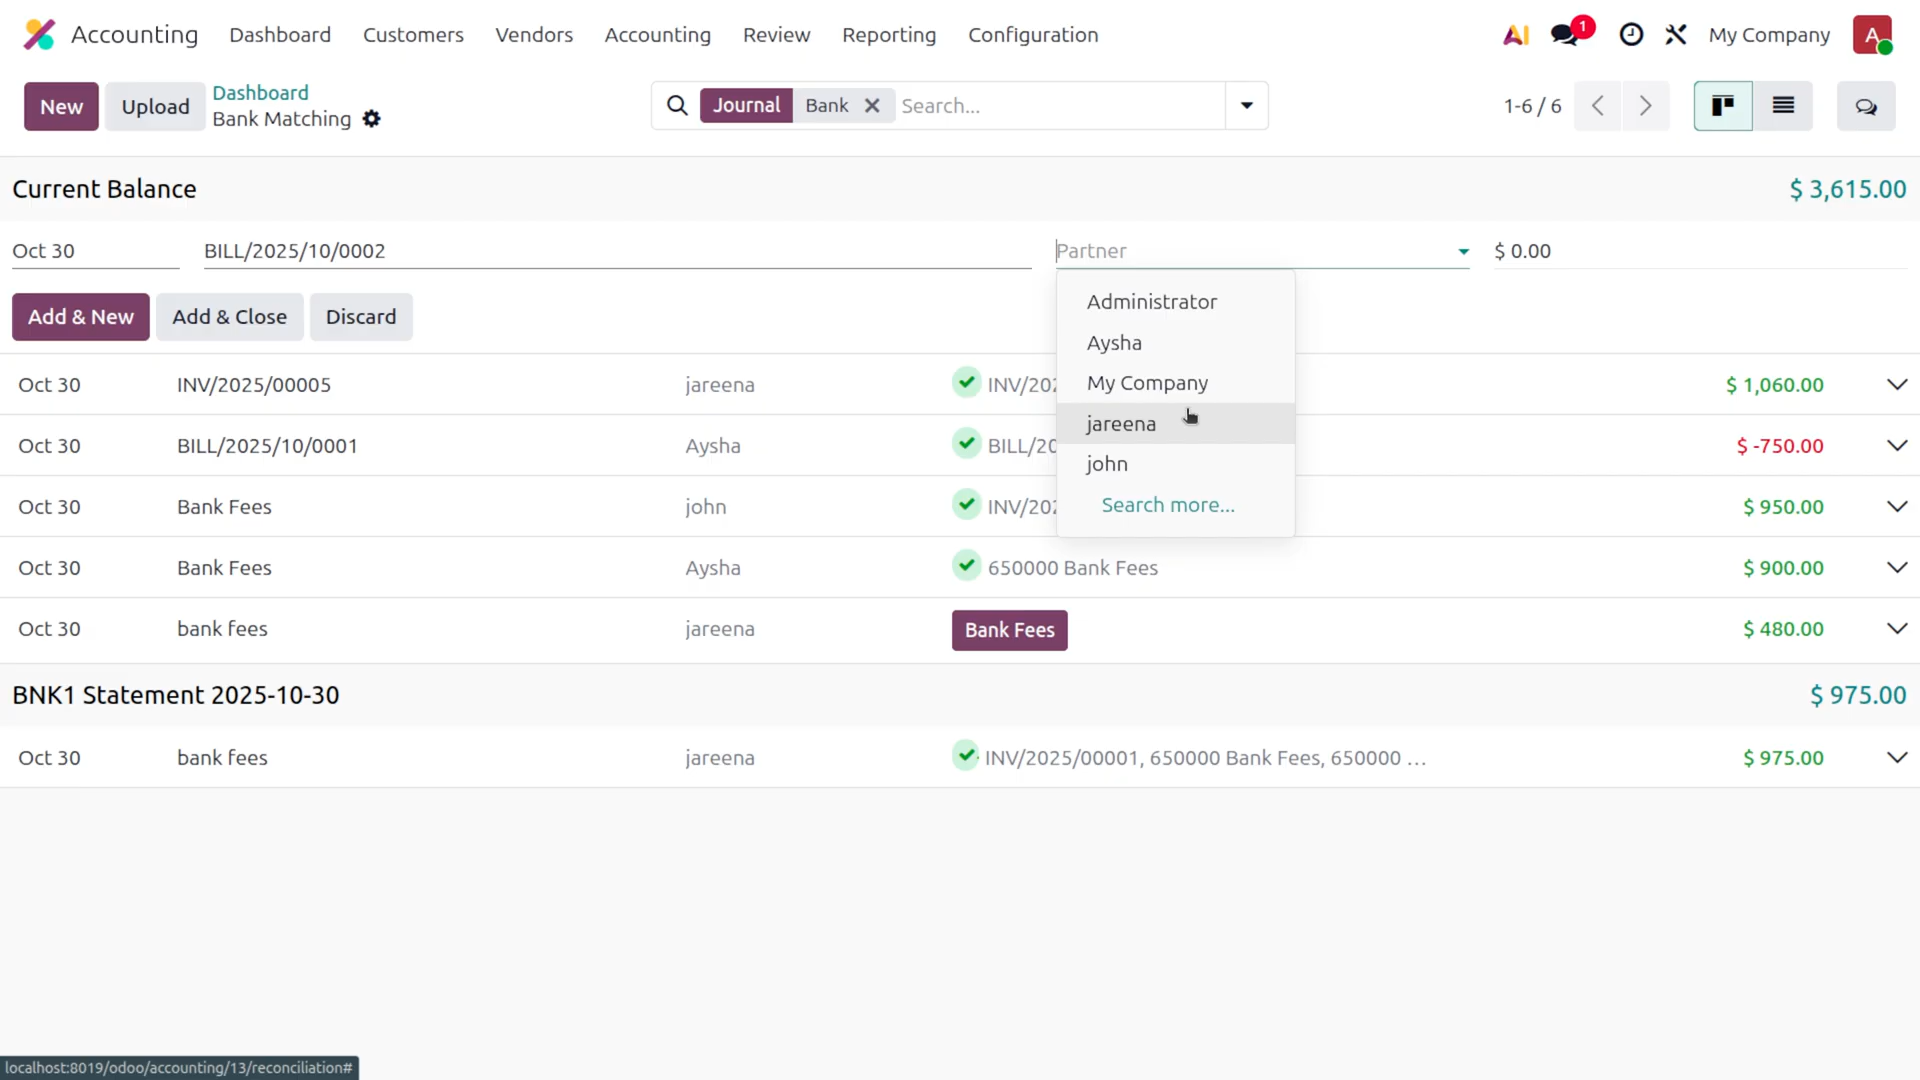 Accounting Dashboard Customers Vendors Accounting Review Reporting Configuration AI 1 My Company A
New Upload Dashboard Journal Bank Search... 1-6 / 6
Bank Matching
Current Balance $ 3,615.00
Oct 30 BILL/2025/10/0002 Partner $ 0.00
Administrator
Add & New Add & Close Discard
Aysha
Oct 30 INV/2025/00005 jareena INV/202 My Company $ 1,060.00
jareena
Oct 30 BILL/2025/10/0001 Aysha BILL/20 $ -750.00
john
Oct 30 Bank Fees john INV/202 Search more... $ 950.00
Oct 30 Bank Fees Aysha 650000 Bank Fees $ 900.00
Oct 30 bank fees jareena Bank Fees $ 480.00
BNK1 Statement 2025-10-30 $ 975.00
Oct 30 bank fees jareena INV/2025/00001, 650000 Bank Fees, 650000 ... $ 975.00
localhost:8019/odoo/accounting/13/reconciliation#